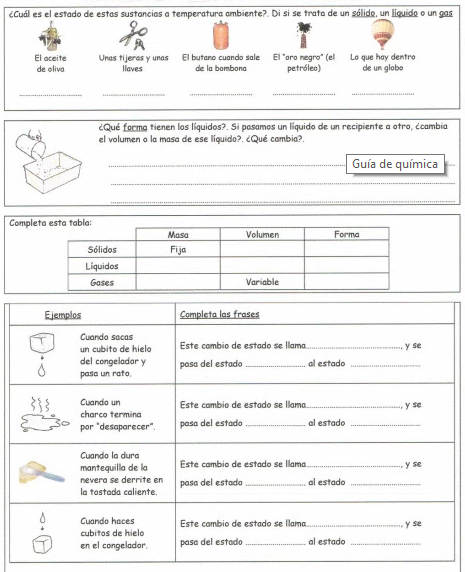 ¿Cuál es el estado de estas sustancias a temperatura ambiente?. Di si se trata de un sólido, un líquido o un gas
El aceite
de oliva
Unas tijeras y unas
llaves
El butano cuando sale
de la bombona
El "oro negro" (el
petróleo)
Lo que hay dentro
de un globo
¿Qué forma tienen los líquidos?. Si pasamos un líquido de un recipiente a otro, ¿cambia
el volumen o la masa de ese líquido?. ¿Qué cambia?.
Guía de química
Completa esta tabla:
Masa Volumen Forma
Sólidos Fija
Líquidos
Gases Variable
Ejemplos Completa las frases
Cuando sacas
un cubito de hielo
del congelador y
pasa un rato.
Este cambio de estado se llama..............................., y se
pasa del estado .................... al estado ........................
Cuando un
charco termina
por "desaparecer".
Este cambio de estado se llama..............................., y se
pasa del estado .................... al estado ........................
Cuando la dura
mantequilla de la
nevera se derrite en
la tostada caliente.
Este cambio de estado se llama..............................., y se
pasa del estado .................... al estado ........................
Cuando haces
cubitos de hielo
en el congelador.
Este cambio de estado se llama..............................., y se
pasa del estado .................... al estado ........................